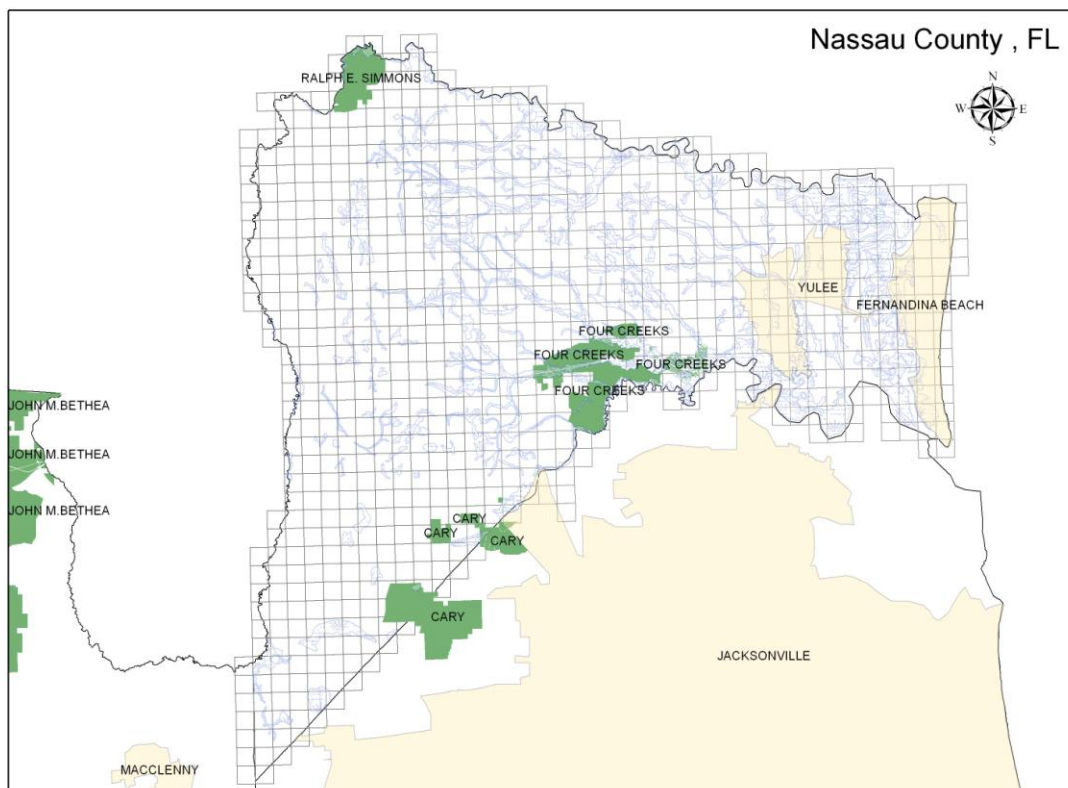 Nassau County , FL
N
W
E
S
RALPH E. SIMMONS
YULEE
FERNANDINA BEACH
FOUR CREEKS
FOUR CREEKS
FOUR CREEKS
FOUR CREEKS
JOHN M.BETHEA
JOHN M.BETHEA
JOHN M.BETHEA
CARY
CARY
CARY
CARY
JACKSONVILLE
MACCLENNY